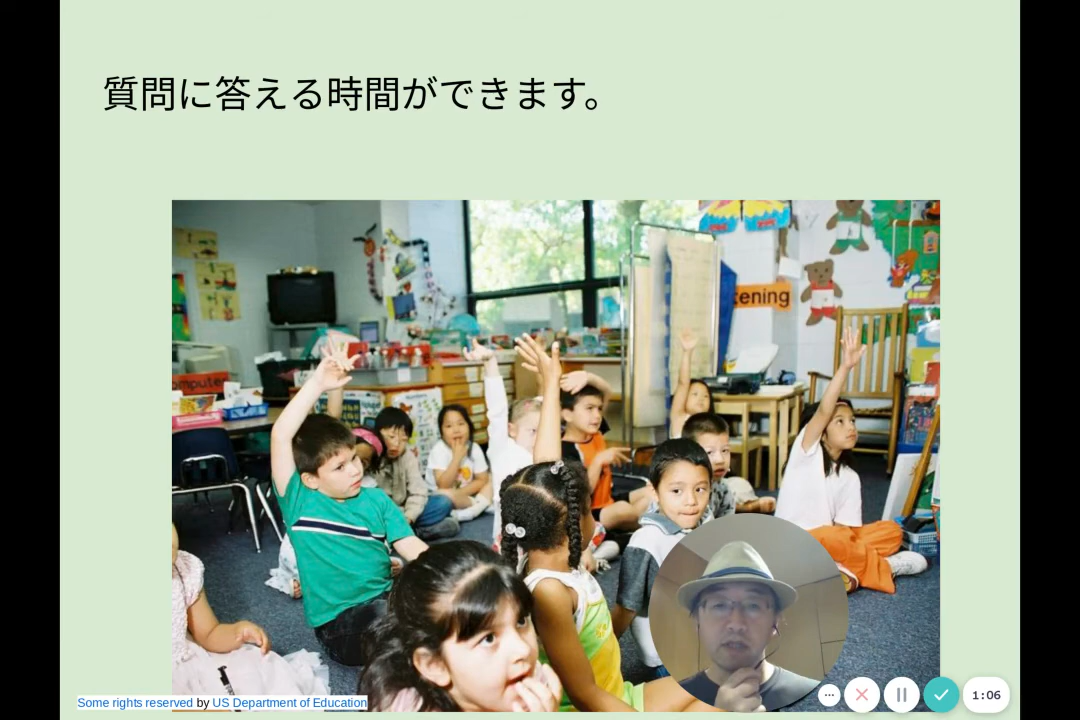 質問に答える時間ができます。
tening
omputer
Some rights reserved by US Department of Education
1:06